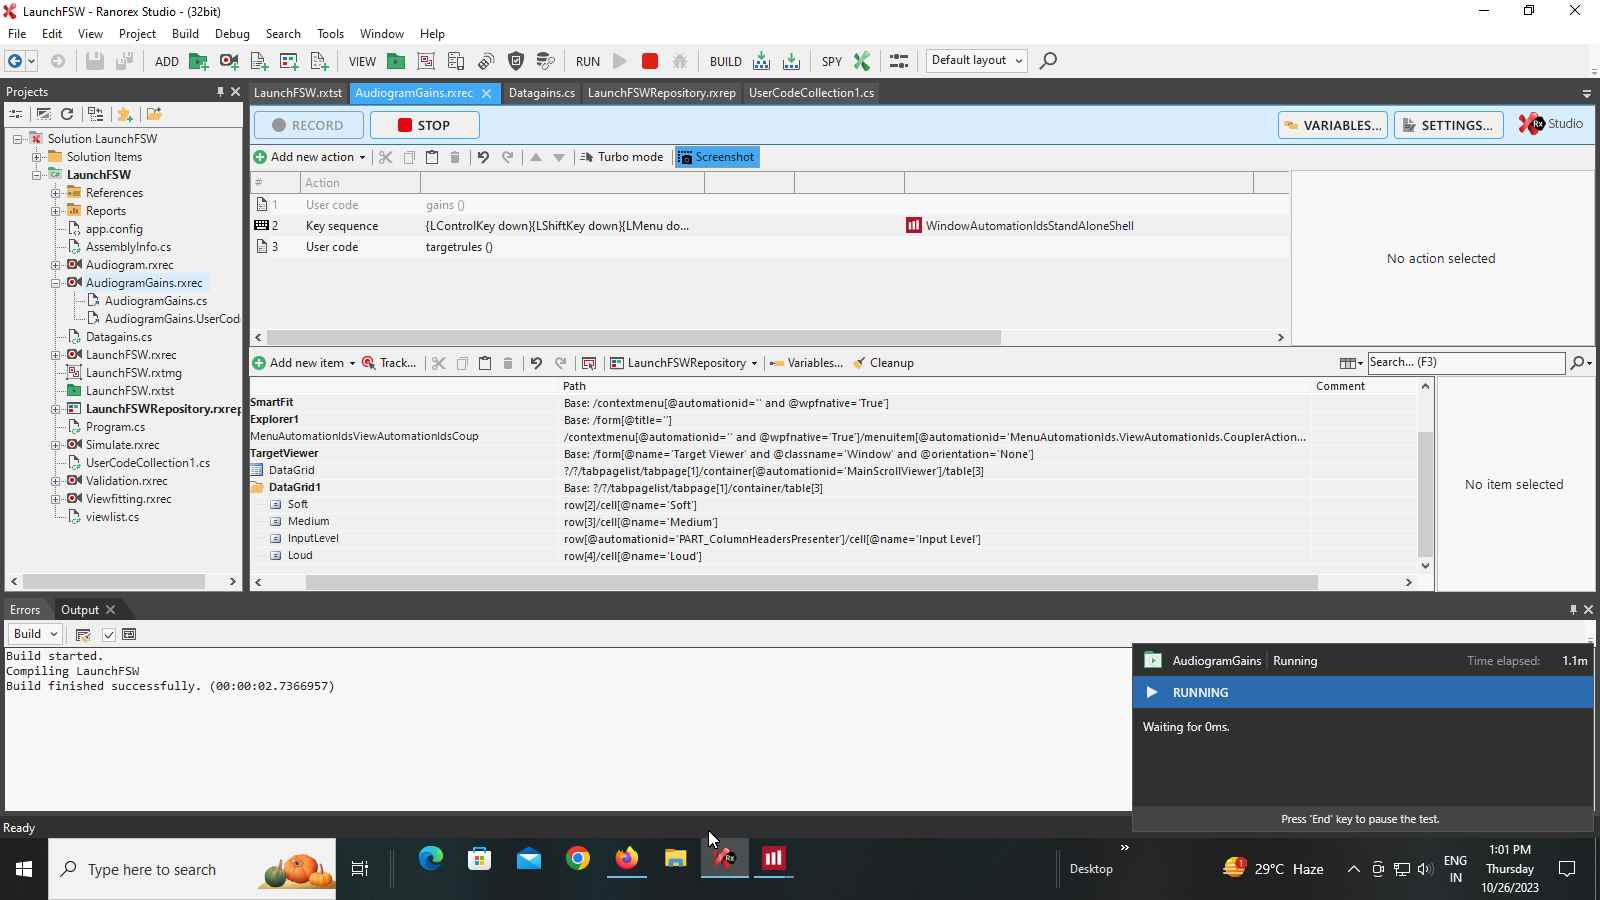 LaunchFSW - Ranorex Studio - (32bit)
File Edit View Project Build Debug Search Tools Window Help
ADD VIEW RUN BUILD SPY Default layout
Projects
LaunchFSW.rxtst AudiogramGains.rxrec Datagains.cs LaunchFSWRepository.rxrep UserCodeCollection1.cs
RECORD STOP VARIABLES... SETTINGS... Rx Studio
Add new action Turbo mode Screenshot
# Action
1 User code gains ()
2 Key sequence {LControlKey down}{LShiftKey down}{LMenu do... WindowAutomationIdsStandAloneShell
3 User code targetrules ()
No action selected
Solution LaunchFSW
Solution Items
LaunchFSW
References
Reports
app.config
AssemblyInfo.cs
Audiogram.rxrec
AudiogramGains.rxrec
AudiogramGains.cs
AudiogramGains.UserCod
Datagains.cs
LaunchFSW.rxrec
LaunchFSW.rxtmg
LaunchFSW.rxtst
LaunchFSWRepository.rxrep
Program.cs
Simulate.rxrec
UserCodeCollection1.cs
Validation.rxrec
Viewfitting.rxrec
viewlist.cs
Add new item Track... LaunchFSWRepository Variables... Cleanup Search... (F3)
Path Comment
SmartFit Base: /contextmenu[@automationid='' and @wpfnative='True']
Explorer1 Base: /form[@title='']
MenuAutomationIdsViewAutomationIdsCoup /contextmenu[@automationid='' and @wpfnative='True']/menuitem[@automationid='MenuAutomationIds.ViewAutomationIds.CouplerAction...
TargetViewer Base: /form[@name='Target Viewer' and @classname='Window' and @orientation='None']
DataGrid ?/?/tabpagelist/tabpage[1]/container[@automationid='MainScrollViewer']/table[3]
DataGrid1 Base: ?/?/tabpagelist/tabpage[1]/container/table[3]
Soft row[2]/cell[@name='Soft']
Medium row[3]/cell[@name='Medium']
InputLevel row[@automationid='PART_ColumnHeadersPresenter']/cell[@name='Input Level']
Loud row[4]/cell[@name='Loud']
No item selected
Errors Output
Build
Build started.
Compiling LaunchFSW
Build finished successfully. (00:00:02.7366957)
AudiogramGains Running Time elapsed: 1.1m
RUNNING
Waiting for 0ms.
Press 'End' key to pause the test.
Ready
Type here to search
Rx
Desktop
1
29°C Haze
ENG
IN
1:01 PM
Thursday
10/26/2023